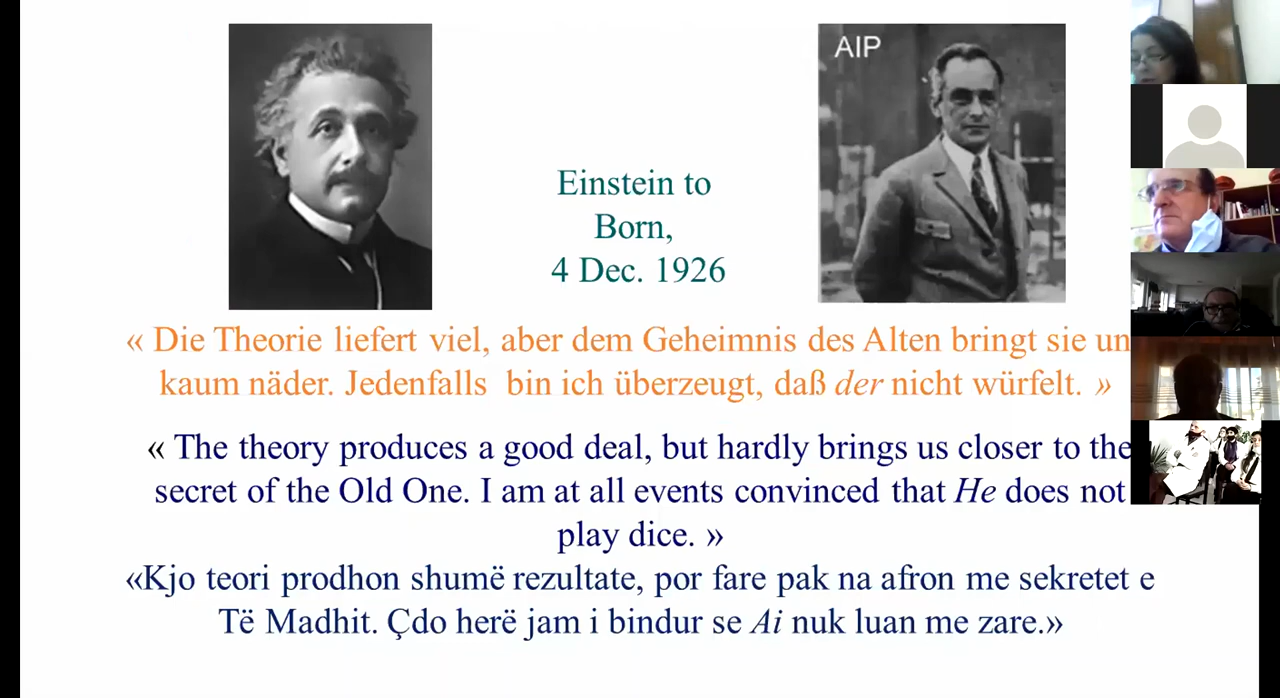 AIP
Einstein to
Born,
4 Dec. 1926
« Die Theorie liefert viel, aber dem Geheimnis des Alten bringt sie un
kaum näder. Jedenfalls bin ich überzeugt, daß der nicht würfelt. »
« The theory produces a good deal, but hardly brings us closer to the
secret of the Old One. I am at all events convinced that He does not
play dice. »
«Kjo teori prodhon shumë rezultate, por fare pak na afron me sekretet e
Të Madhit. Çdo herë jam i bindur se Ai nuk luan me zare.»